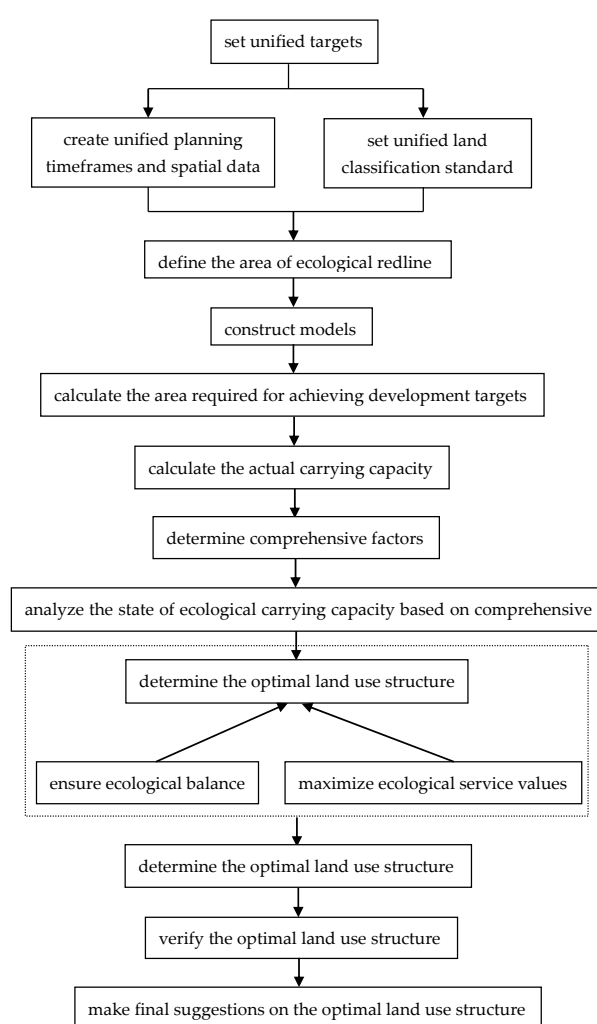 set unified targets
create unified planning
timeframes and spatial data
set unified land
classification standard
define the area of ecological redline
construct models
calculate the area required for achieving development targets
calculate the actual carrying capacity
determine comprehensive factors
analyze the state of ecological carrying capacity based on comprehensive
determine the optimal land use structure
ensure ecological balance
maximize ecological service values
determine the optimal land use structure
verify the optimal land use structure
make final suggestions on the optimal land use structure